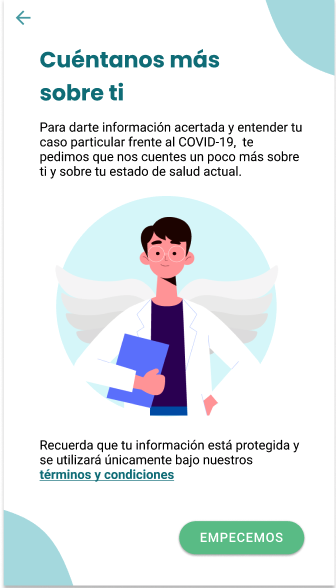 Cuéntanos más
sobre ti
Para darte información acertada y entender tu
caso particular frente al COVID-19, te
pedimos que nos cuentes un poco más sobre
ti y sobre tu estado de salud actual.
Recuerda que tu información está protegida y
se utilizará únicamente bajo nuestros
términos y condiciones
EMPECEMOS